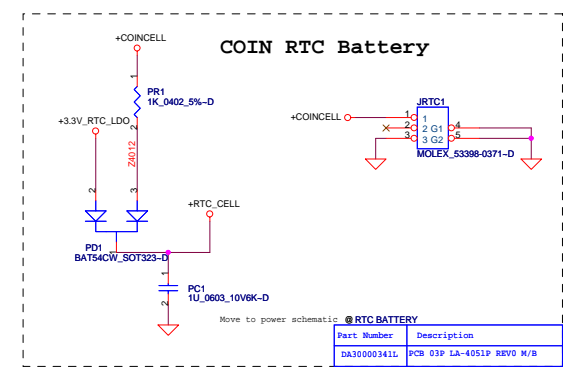 COIN RTC Battery
+COINCELL
1
PR1
1K_0402_5%~D
2
+3.3V_RTC_LDO
Z4012
2
3
PD1
1
BAT54CW_SOT323~D
+RTC_CELL
1
PC1
1U_0603_10V6K~D
2
JRTC1
+COINCELL
1 1
2 2 G1 4
3 3 G2 5
MOLEX_53398-0371~D
Move to power schematic @ RTC BATTERY
Part Number Description
DA30000341L PCB 03P LA-4051P REV0 M/B